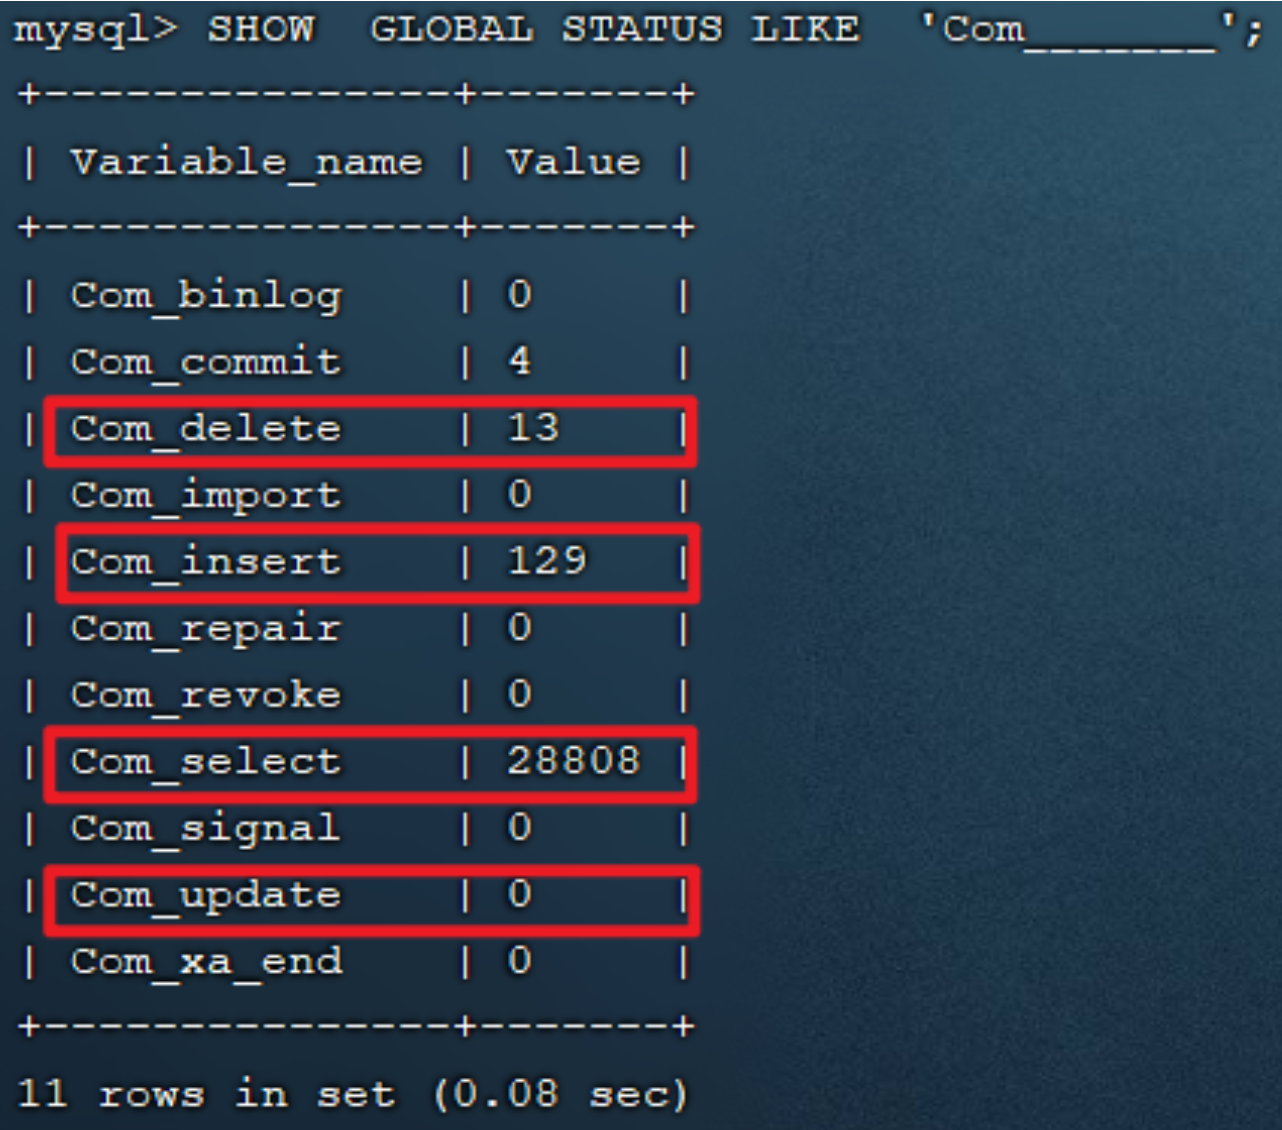 mysql> SHOW  GLOBAL STATUS LIKE  'Com_______';
+---------------+-------+
| Variable_name | Value |
+---------------+-------+
| Com_binlog    | 0     |
| Com_commit    | 4     |
| Com_delete    | 13    |
| Com_import    | 0     |
| Com_insert    | 129   |
| Com_repair    | 0     |
| Com_revoke    | 0     |
| Com_select    | 28808 |
| Com_signal    | 0     |
| Com_update    | 0     |
| Com_xa_end    | 0     |
+---------------+-------+
11 rows in set (0.08 sec)